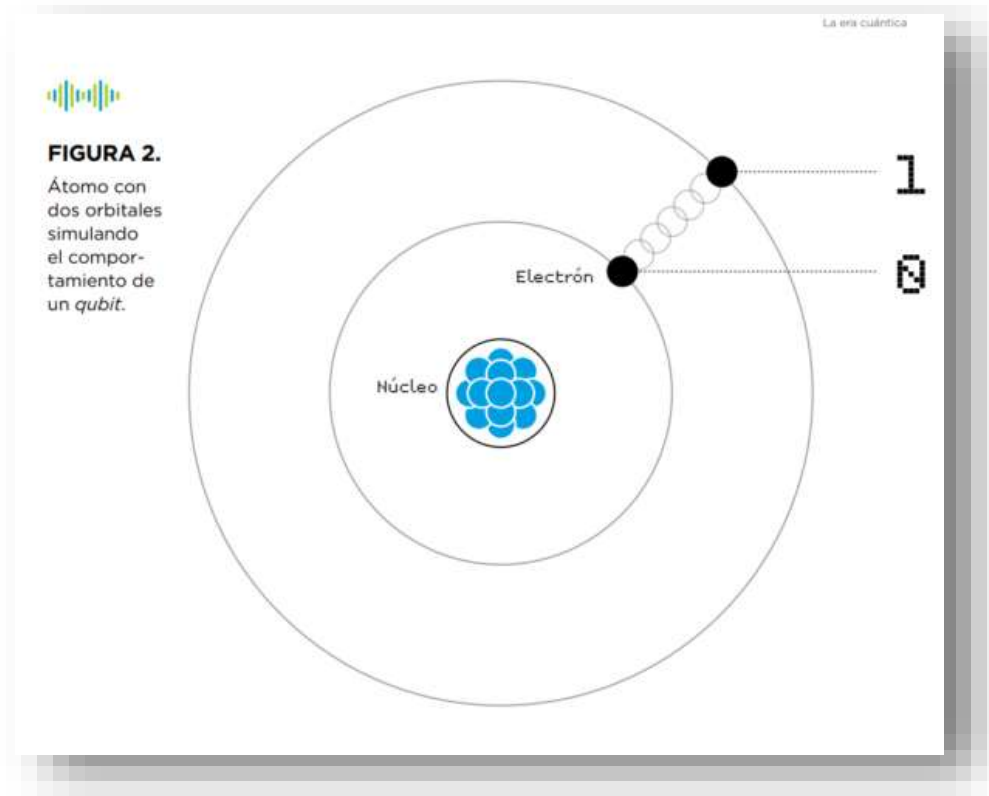 La era cuántica
FIGURA 2.
Átomo con
dos orbitales
simulando
el compor-
tamiento de
un qubit.
1
Electrón
0
Núcleo